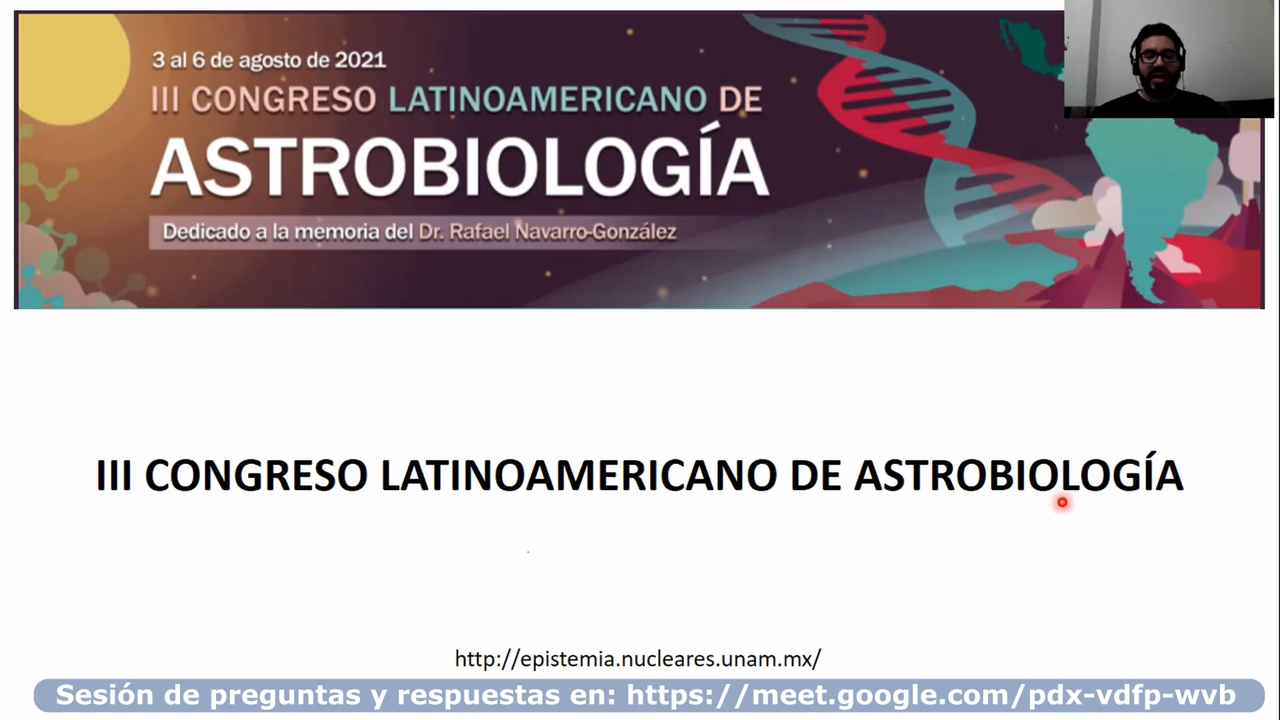 3 al 6 de agosto de 2021
III CONGRESO LATINOAMERICANO DE
ASTROBIOLOGÍA
Dedicado a la memoria del Dr. Rafael Navarro-González
III CONGRESO LATINOAMERICANO DE ASTROBIOLOGÍA
http://epistemia.nucleares.unam.mx/
Sesión de preguntas y respuestas en: https://meet.google.com/pdx-vdfp-wvb